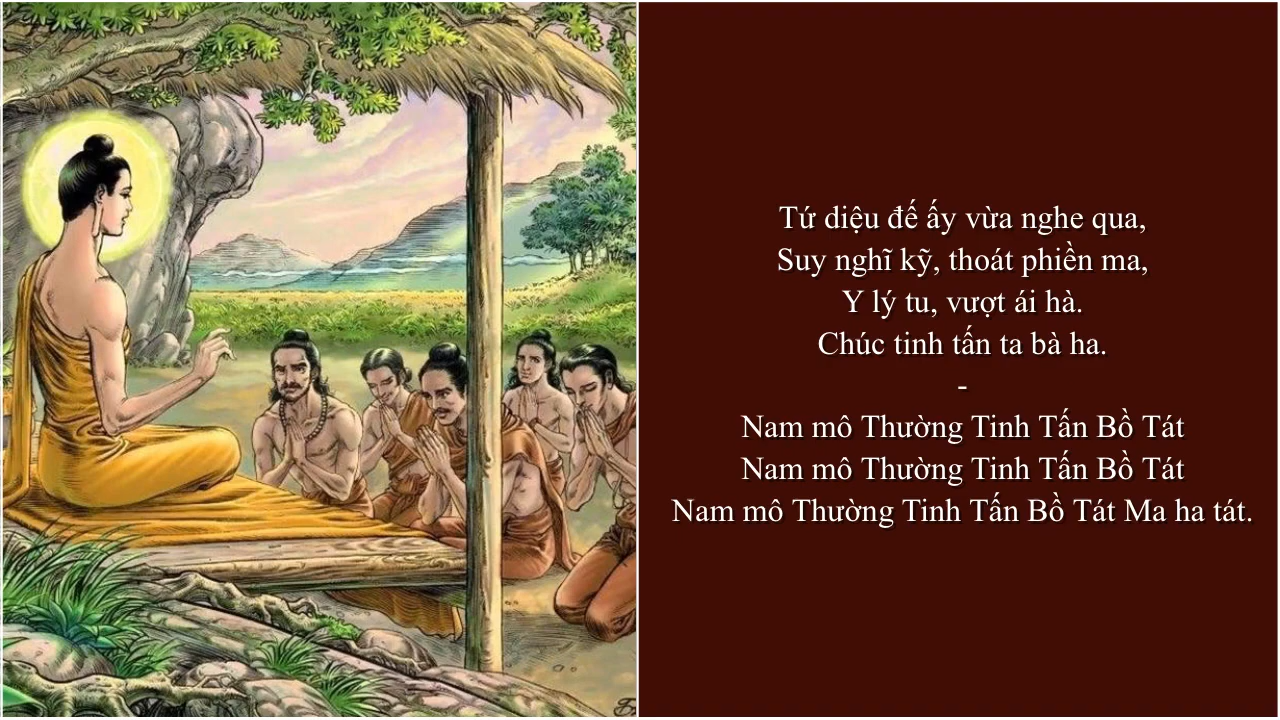 Tứ diệu đế ấy vừa nghe qua,
Suy nghĩ kỹ, thoát phiền ma,
Y lý tu, vượt ái hà.
Chúc tinh tấn ta bà ha.
-
Nam mô Thường Tinh Tấn Bồ Tát
Nam mô Thường Tinh Tấn Bồ Tát
Nam mô Thường Tinh Tấn Bồ Tát Ma ha tát.